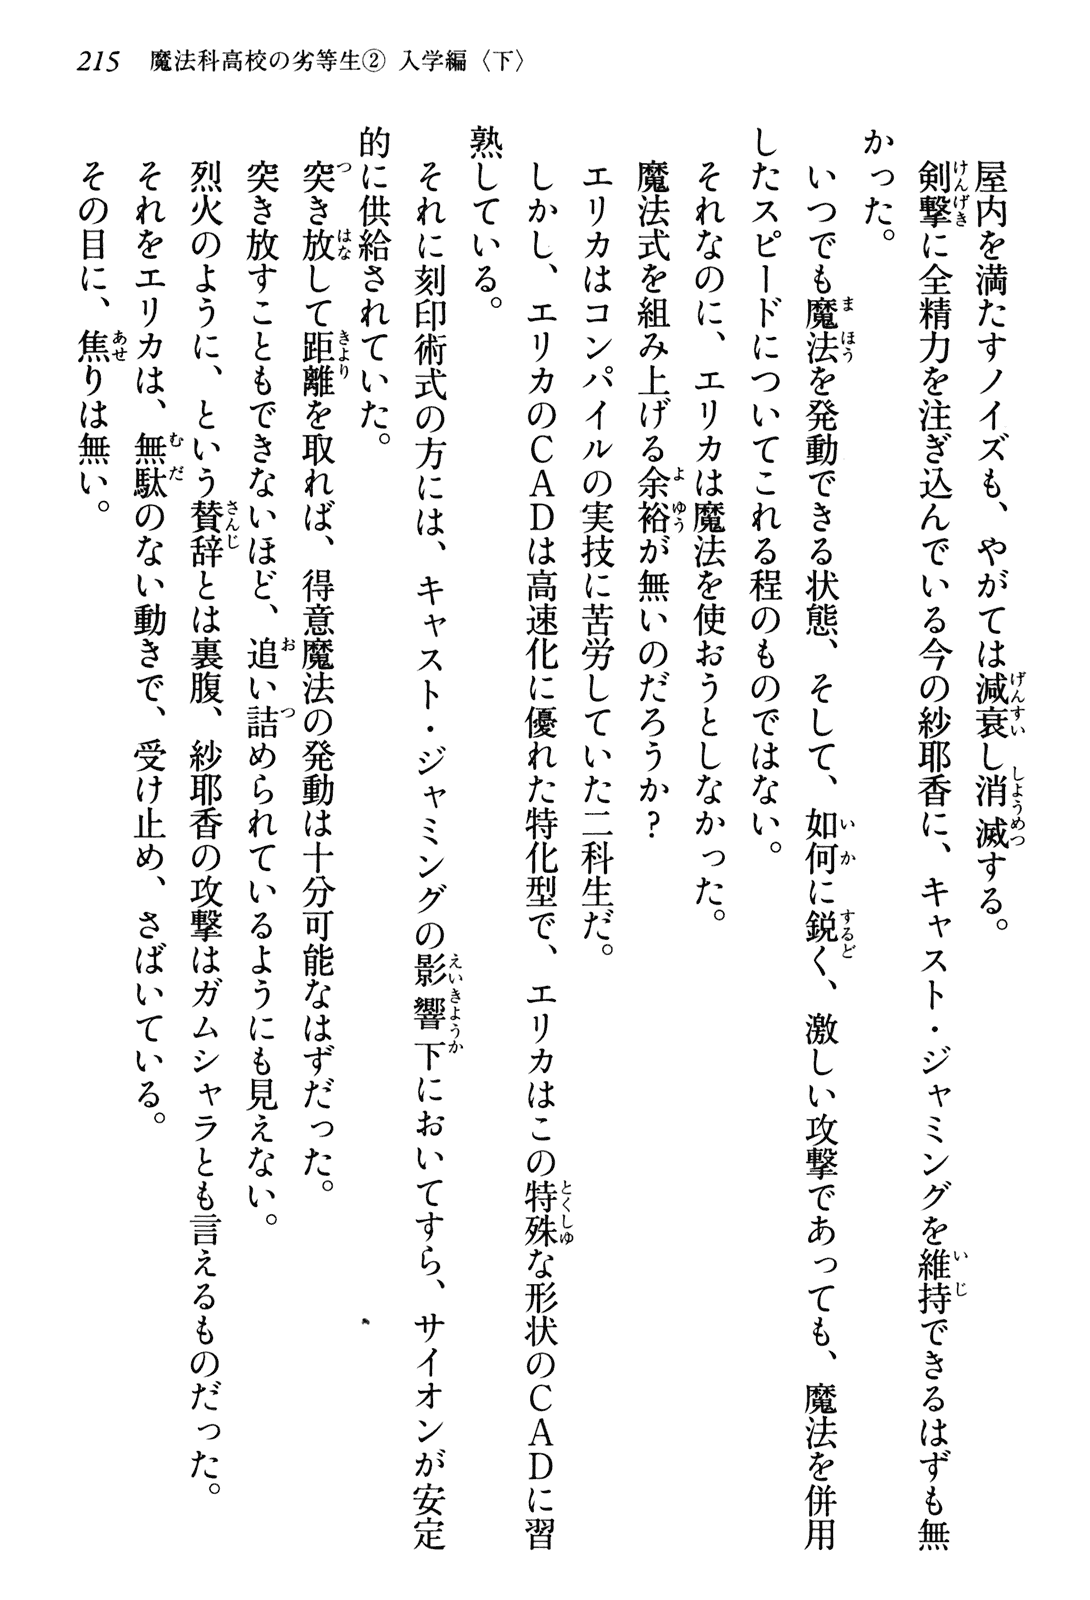 215 魔法科高校の劣等生② 入学編〈下〉
屋内を満たすノイズも、やがては減衰し消滅する。
剣撃に全精力を注ぎ込んでいる今の紗耶香に、キャスト・ジャミングを維持できるはずも無
かった。
いつでも魔法を発動できる状態、そして、如何に鋭く、激しい攻撃であっても、魔法を併用
したスピードについてこれる程のものではない。
それなのに、エリカは魔法を使おうとしなかった。
魔法式を組み上げる余裕が無いのだろうか?
エリカはコンパイルの実技に苦労していた二科生だ。
しかし、エリカのCADは高速化に優れた特化型で、エリカはこの特殊な形状のCADに習
熟している。
それに刻印術式の方には、キャスト・ジャミングの影響下においてすら、サイオンが安定
的に供給されていた。
突き放して距離を取れば、得意魔法の発動は十分可能なはずだった。
突き放すこともできないほど、追い詰められているようにも見えない。
烈火のように、という賛辞とは裏腹、紗耶香の攻撃はガムシャラとも言えるものだった。
それをエリカは、無駄のない動きで、受け止め、さばいている。
その目に、焦りは無い。